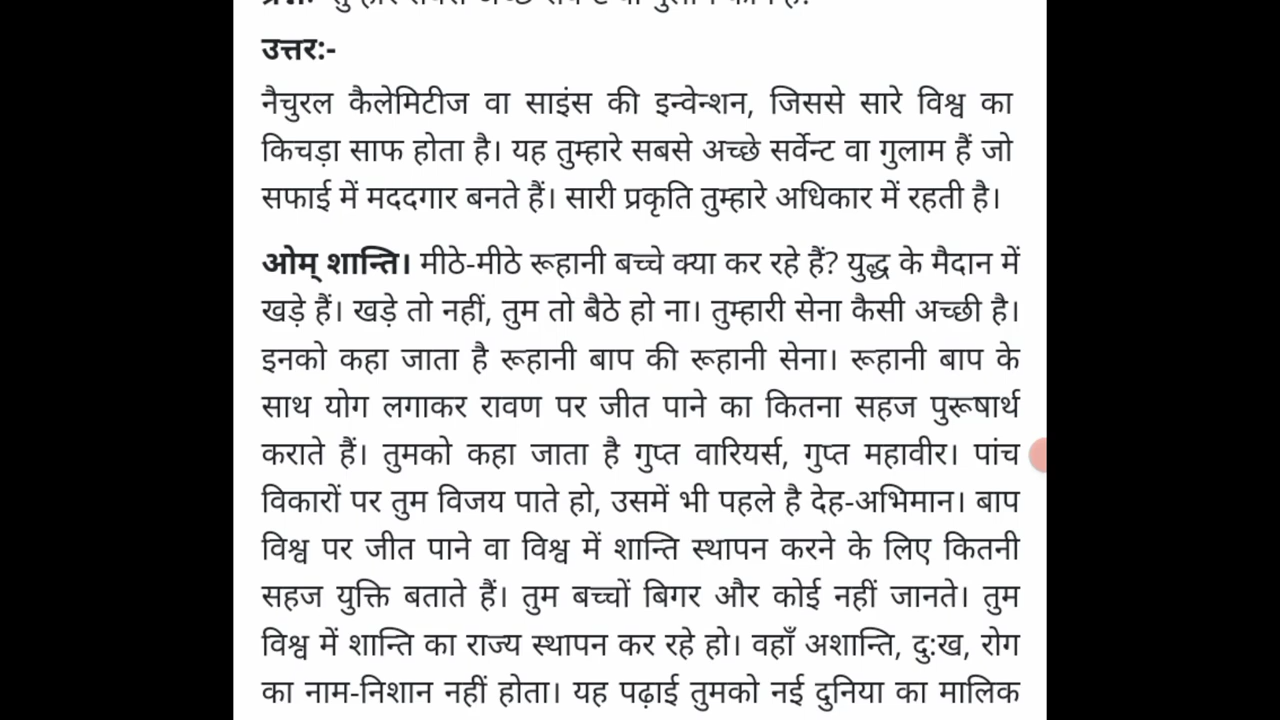 उत्तर:-
नैचुरल कैलेमिटीज वा साइंस की इन्वेन्शन, जिससे सारे विश्व का
किचड़ा साफ होता है। यह तुम्हारे सबसे अच्छे सर्वेन्ट वा गुलाम हैं जो
सफाई में मददगार बनते हैं। सारी प्रकृति तुम्हारे अधिकार में रहती है।
ओम् शान्ति। मीठे-मीठे रूहानी बच्चे क्या कर रहे हैं? युद्ध के मैदान में
खड़े हैं। खड़े तो नहीं, तुम तो बैठे हो ना। तुम्हारी सेना कैसी अच्छी है।
इनको कहा जाता है रूहानी बाप की रूहानी सेना। रूहानी बाप के
साथ योग लगाकर रावण पर जीत पाने का कितना सहज पुरूषार्थ
कराते हैं। तुमको कहा जाता है गुप्त वारियर्स, गुप्त महावीर। पांच
विकारों पर तुम विजय पाते हो, उसमें भी पहले है देह-अभिमान। बाप
विश्व पर जीत पाने वा विश्व में शान्ति स्थापन करने के लिए कितनी
सहज युक्ति बताते हैं। तुम बच्चों बिगर और कोई नहीं जानते। तुम
विश्व में शान्ति का राज्य स्थापन कर रहे हो। वहाँ अशान्ति, दु:ख, रोग
का नाम-निशान नहीं होता। यह पढ़ाई तुमको नई दुनिया का मालिक